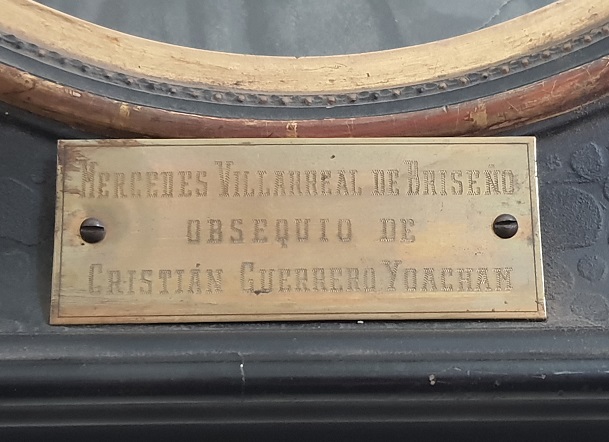 Mercedes Villarreal de Briseño
obsequio de
Cristián Guerrero Yoacham